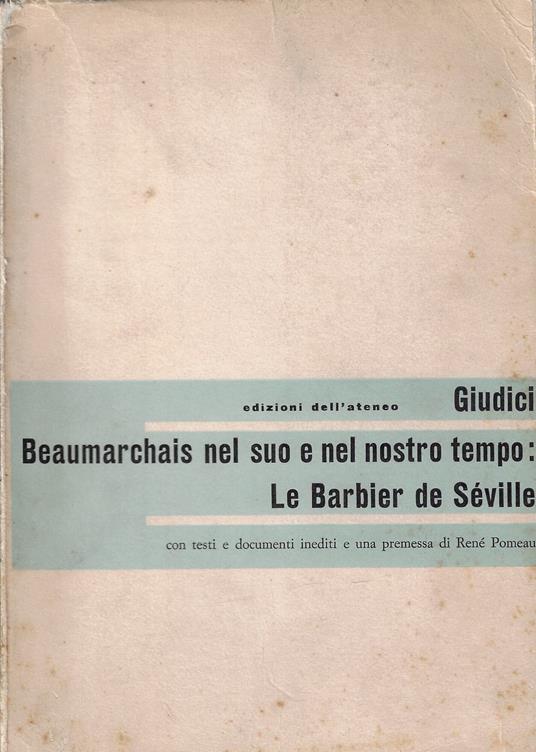 edizioni dell'ateneo Giudici
Beaumarchais nel suo e nel nostro tempo:
Le Barbier de Séville
con testi e documenti inediti e una premessa di René Pomeau